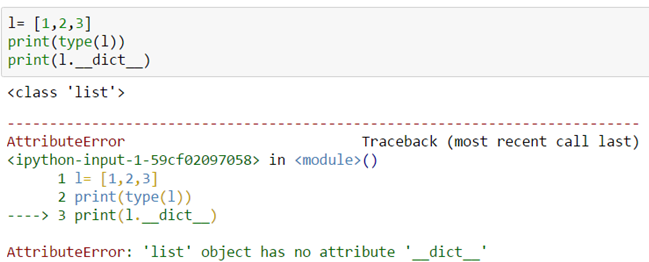 l= [1,2,3]
print(type(l))
print(l.__dict__)
<class 'list'>
---------------------------------------------------------------------------
AttributeError                            Traceback (most recent call last)
<ipython-input-1-59cf02097058> in <module>()
      1 l= [1,2,3]
      2 print(type(l))
----> 3 print(l.__dict__)
AttributeError: 'list' object has no attribute '__dict__'